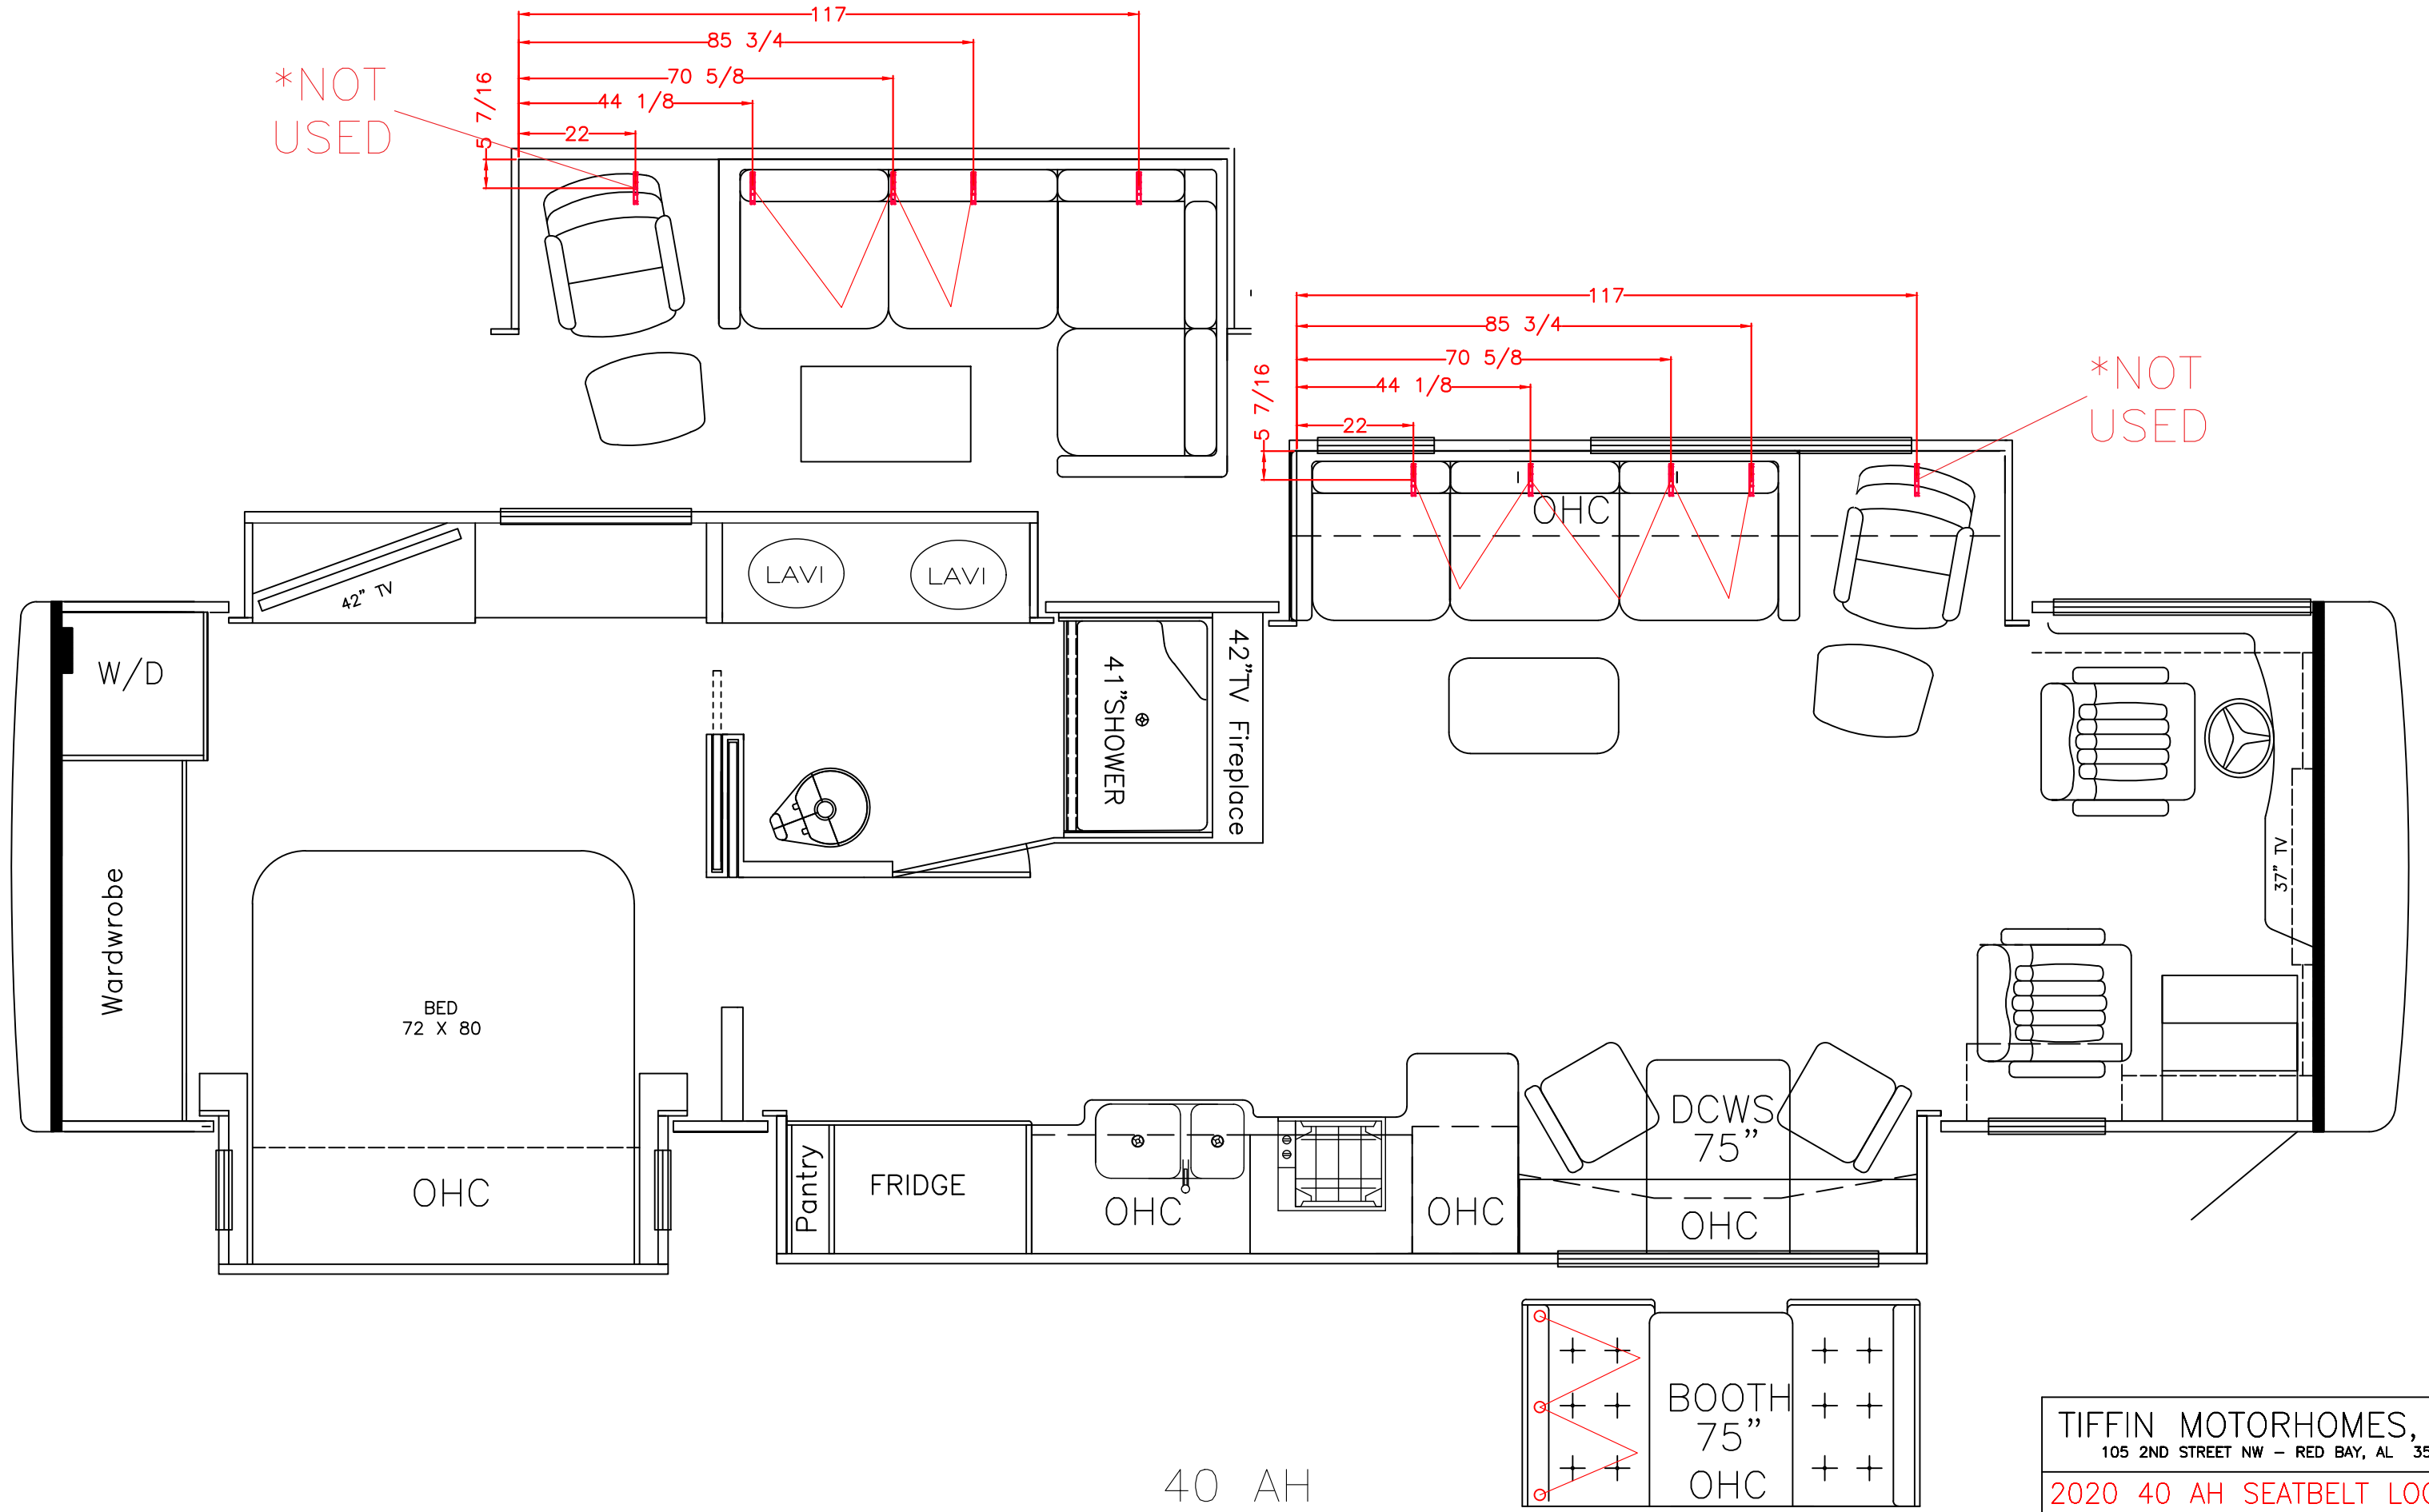 117
85 3/4
70 5/8
44 1/8
22
5 7/16
*NOT
USED
117
85 3/4
70 5/8
44 1/8
22
5 7/16
*NOT
USED
OHC
42" TV
LAVI
LAVI
W/D
41"SHOWER
42"TV Fireplace
37" TV
Wardwrobe
BED
72 X 80
OHC
Pantry
FRIDGE
OHC
OHC
DCWS
75"
OHC
BOOTH
75"
OHC
40 AH
TIFFIN MOTORHOMES,
105 2ND STREET NW – RED BAY, AL 35
2020 40 AH SEATBELT LOC